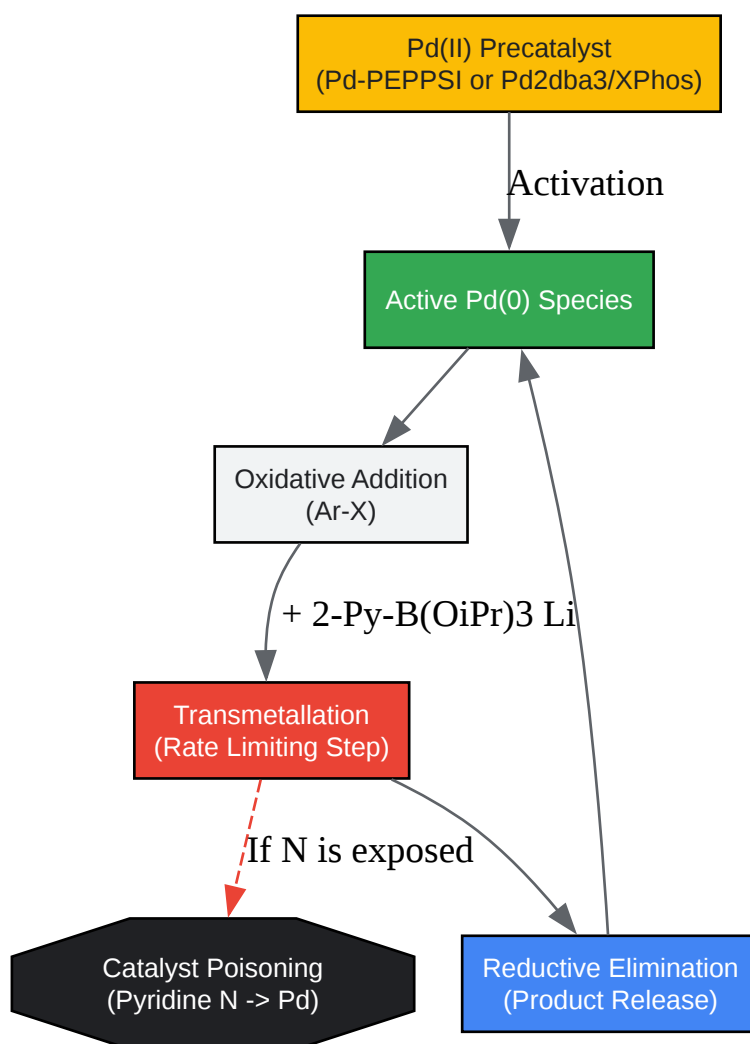 Pd(II) Precatalyst
(Pd-PEPPSI or Pd2dba3/XPhos)
Activation
Active Pd(0) Species
Oxidative Addition
(Ar-X)
+ 2-Py-B(OiPr)3 Li
Transmetallation
(Rate Limiting Step)
If N is exposed
Catalyst Poisoning
(Pyridine N -> Pd)
Reductive Elimination
(Product Release)